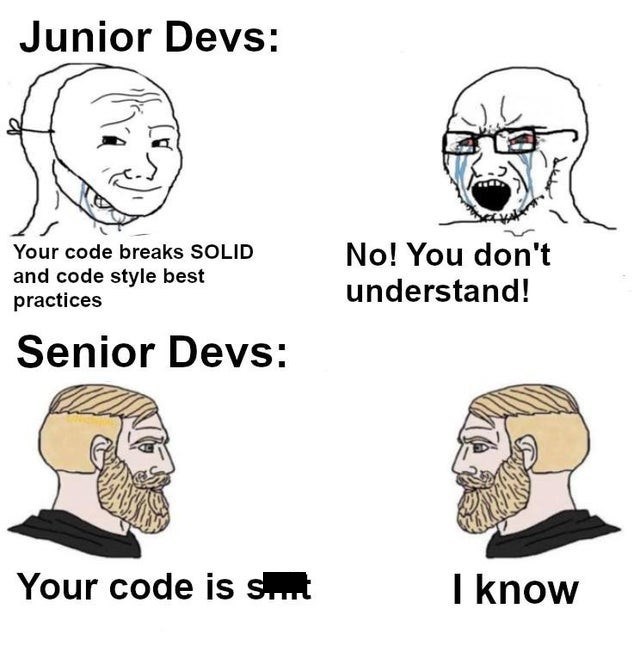 Junior Devs:
Your code breaks SOLID
and code style best
practices
No! You don't
understand!
Senior Devs:
Your code is
I know